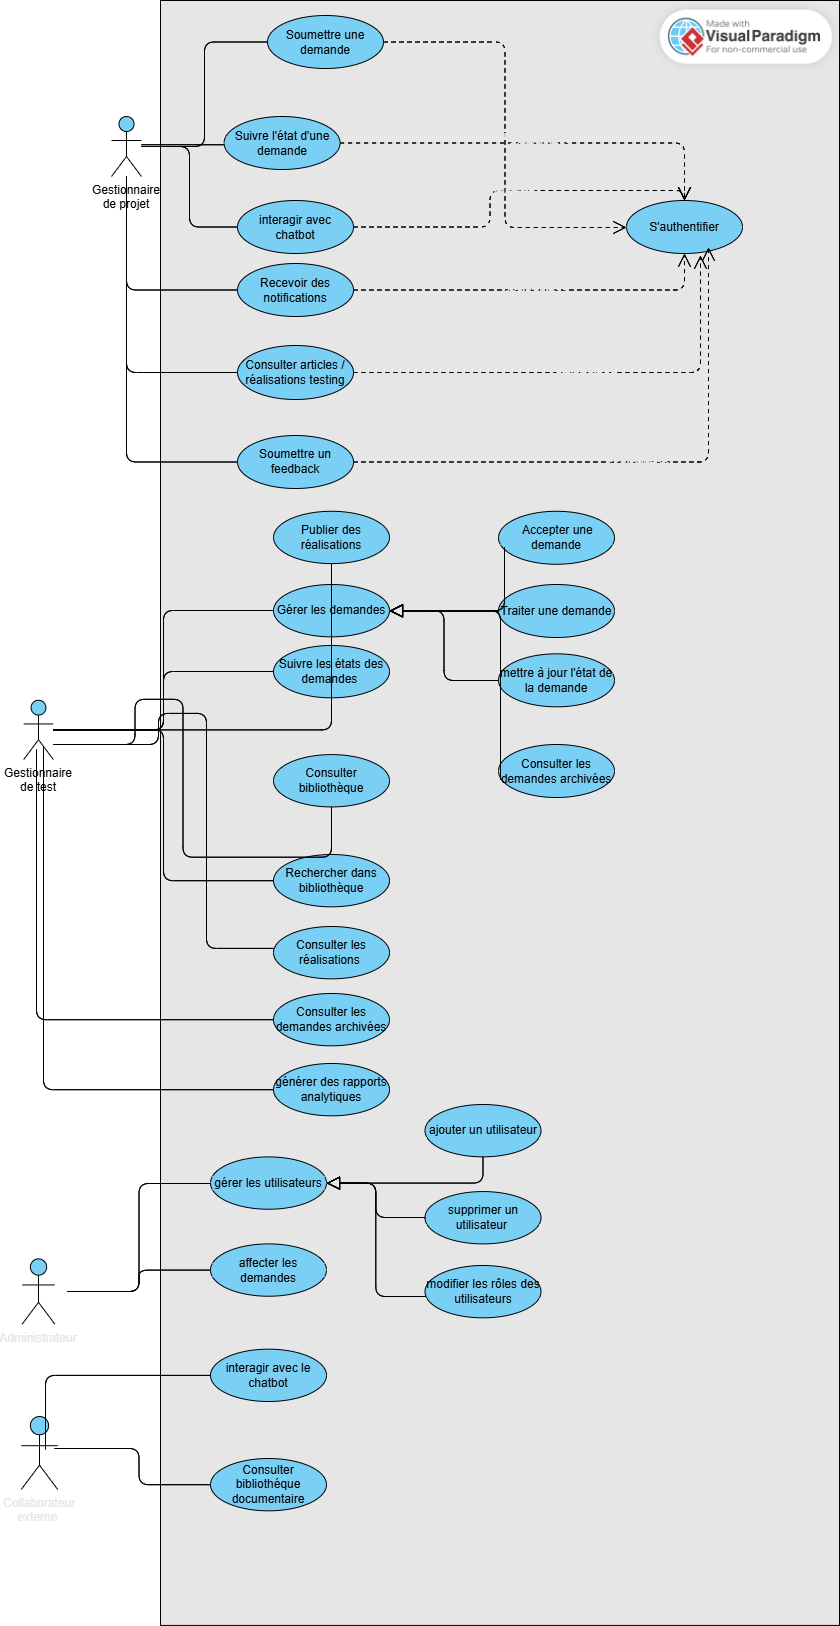 Made with
VisualParadigm
For non-commercial use
Soumettre une
demande
Suivre l'état d'une
demande
Gestionnaire
de projet
interagir avec
chatbot
S'authentifier
Recevoir des
notifications
Consulter articles /
réalisations testing
Soumettre un
feedback
Publier des
réalisations
Accepter une
demande
Gérer les demandes
Traiter une demande
Suivre les états des
demandes
mettre à jour l'état de
la demande
Gestionnaire
de test
Consulter
bibliothèque
Consulter les
demandes archivées
Rechercher dans
bibliothèque
Consulter les
réalisations
Consulter les
demandes archivées
générer des rapports
analytiques
ajouter un utilisateur
gérer les utilisateurs
supprimer un
utilisateur
affecter les
demandes
modifier les rôles des
utilisateurs
Administrateur
interagir avec le
chatbot
Collaborateur
externe
Consulter
bibliothéque
documentaire